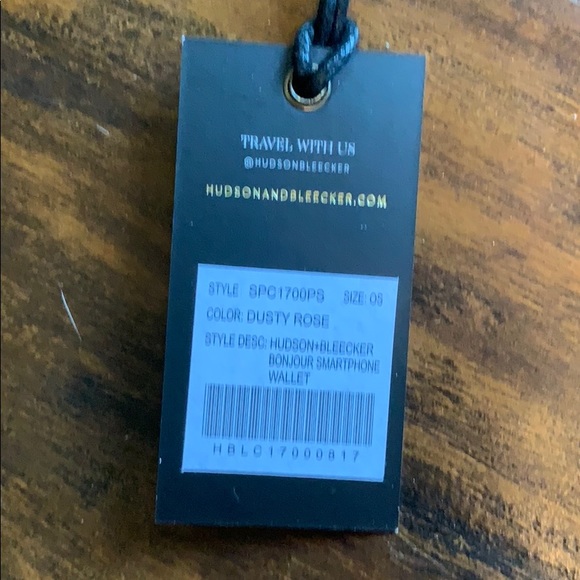 TRAVEL WITH US
@HUDSONBLEECKER
HUDSONANDBLEECKER.COM
STYLE SPC1700PS SIZE: OS
COLOR: DUSTY ROSE
STYLE DESC: HUDSON+BLEECKER
BONJOUR SMARTPHONE
WALLET
HBLC17000817